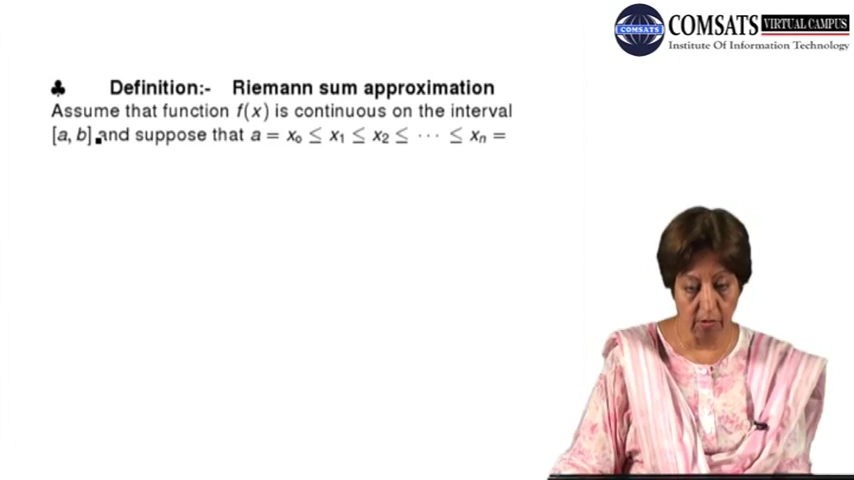 COMSATS VIRTUAL CAMPUS
COMSATS
Institute Of Information Technology
♣ Definition:- Riemann sum approximation
Assume that function f(x) is continuous on the interval
[a, b] and suppose that a = x₀ ≤ x₁ ≤ x₂ ≤ ⋯ ≤ xₙ =